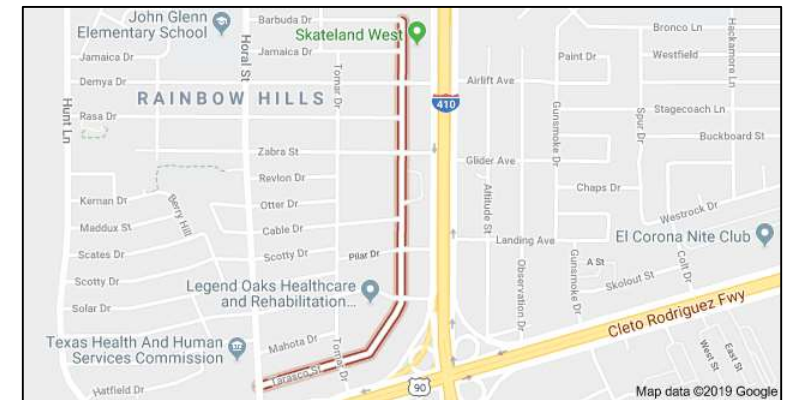 John Glenn
Elementary School
Barbuda Dr
Skateland West
Bronco Ln
Hackamore Ln
Horal St
Jamaica Dr
Jamaica Dr
Paint Dr
Westfield
Tomar Dr
Demya Dr
Airlift Ave
RAINBOW HILLS
410
Hunt Ln
Rasa Dr
Gunsmoke Dr
Spur Dr
Stagecoach Ln
Buckboard St
Zabra St
Glider Ave
Revlon Dr
Altitude St
Chaps Dr
Kernan Dr
Berry Hill
Otter Dr
Westrock Dr
Maddux St
Cable Dr
Landing Ave
El Corona Nite Club
Scates Dr
Scotty Dr
Pilar Dr
Observation Dr
Gunsmoke Dr
A St
Colt Dr
Scotty Dr
Legend Oaks Healthcare
and Rehabilitation...
Skolout St
Solar Dr
Cleto Rodriguez Fwy
Texas Health And Human
Services Commission
Mahota Dr
Tomar Dr
West St
East St
Tarasco St
Hatfield Dr
90
Map data ©2019 Google